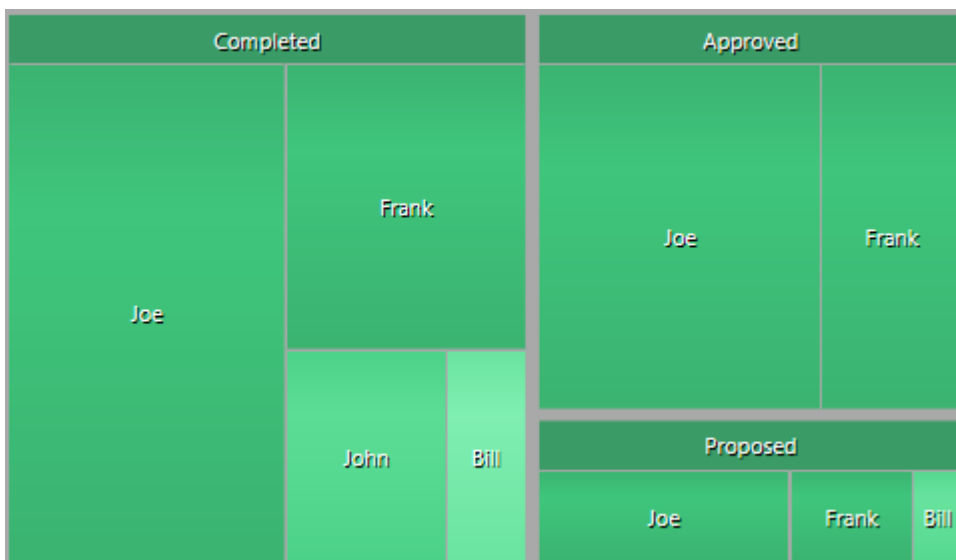 Completed
Joe
Frank
John
Bill
Approved
Joe
Frank
Proposed
Joe
Frank
Bill